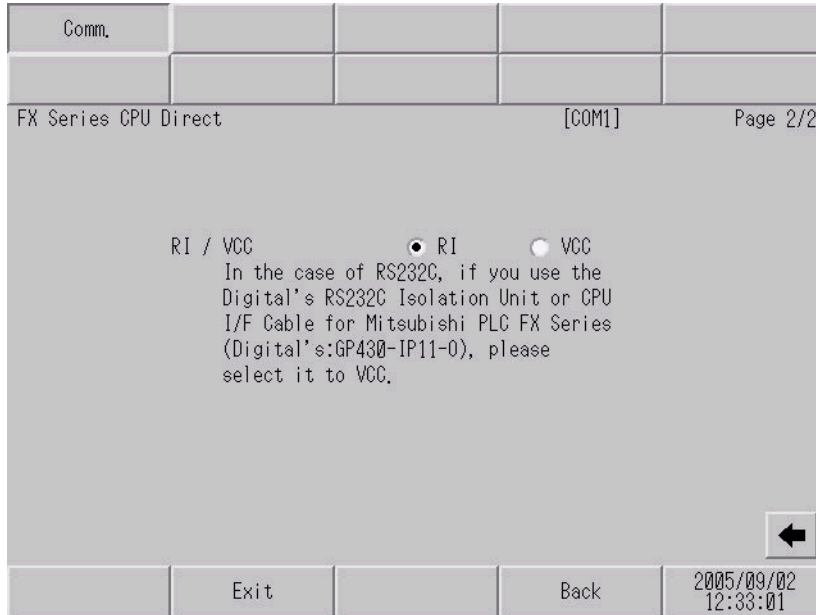 Comm.
FX Series CPU Direct [COM1] Page 2/2
RI / VCC RI VCC
In the case of RS232C, if you use the
Digital's RS232C Isolation Unit or CPU
I/F Cable for Mitsubishi PLC FX Series
(Digital's:GP430-IP11-O), please
select it to VCC.
Exit Back 2005/09/02
12:33:01